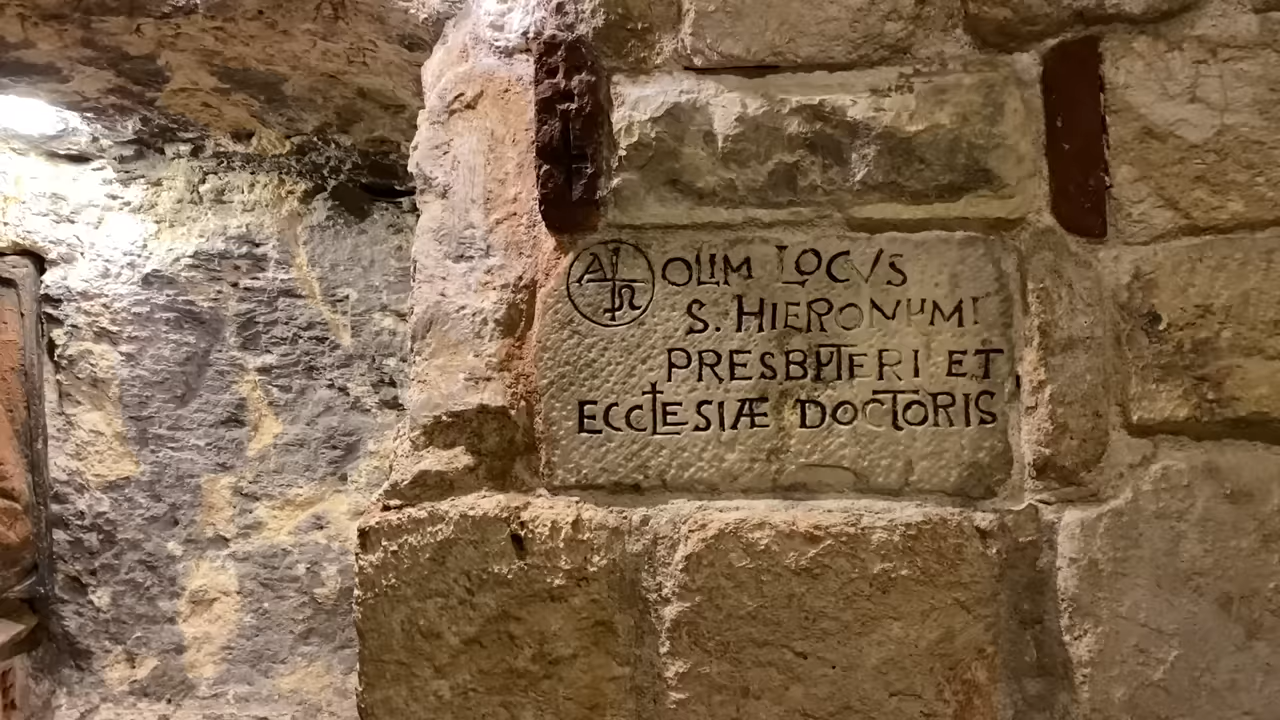 A Ω OLIM LOCVS
S. HIERONYMI
PRESBYTERI ET
ECCLESIÆ DOCTORIS